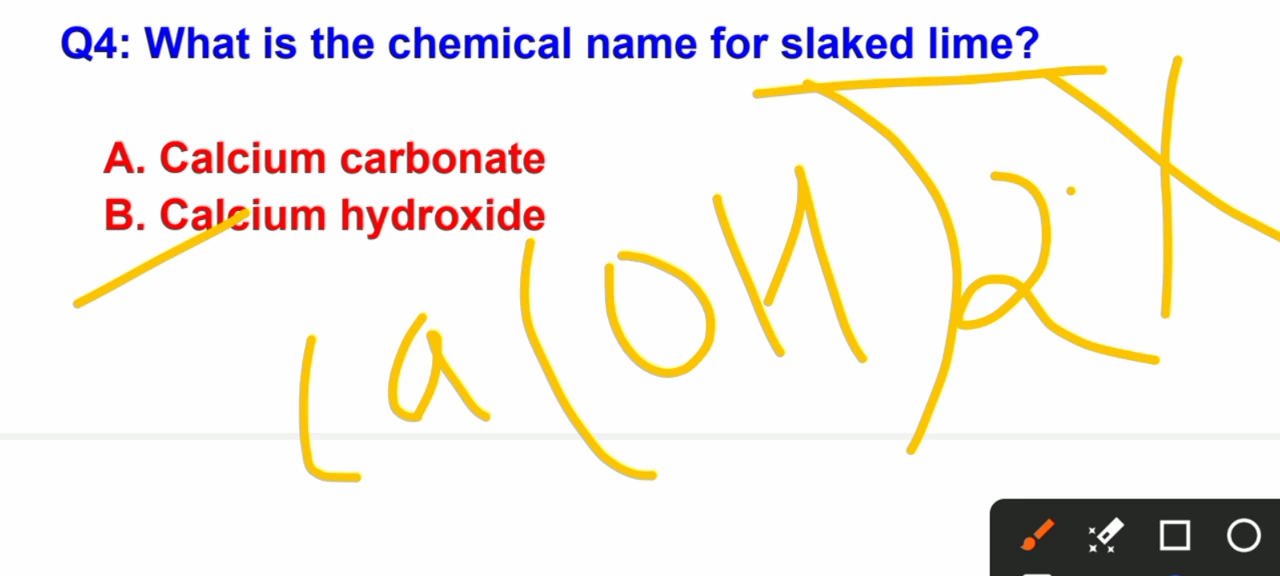 Q4: What is the chemical name for slaked lime?
A. Calcium carbonate
B. Calcium hydroxide
Ca(OH)2